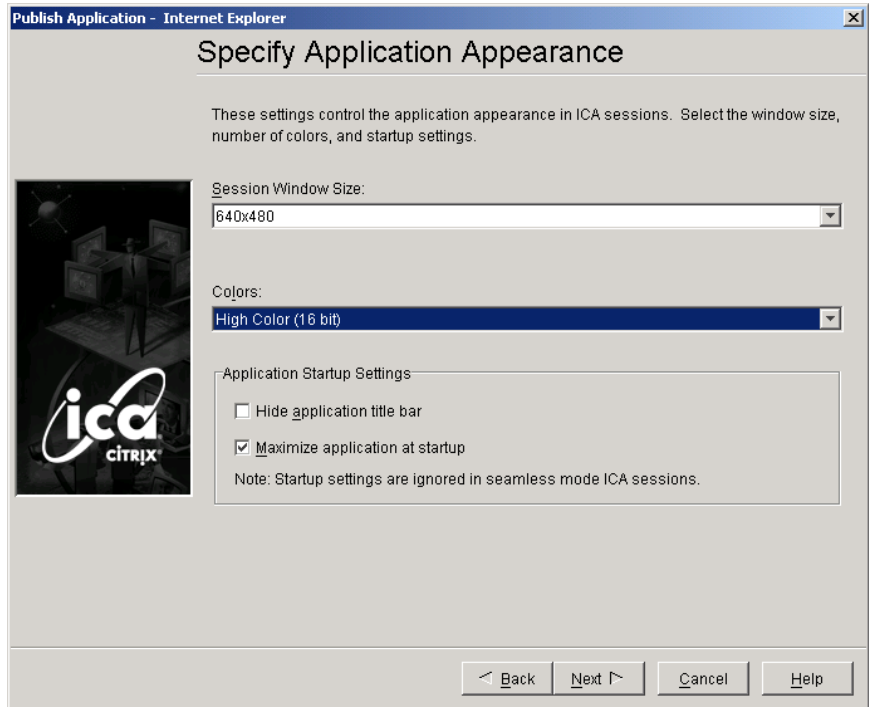 Publish Application - Internet Explorer
Specify Application Appearance
These settings control the application appearance in ICA sessions. Select the window size,
number of colors, and startup settings.
Session Window Size:
640x480
Colors:
High Color (16 bit)
Application Startup Settings
Hide application title bar
Maximize application at startup
Note: Startup settings are ignored in seamless mode ICA sessions.
ica
CITRIX®
Back
Next
Cancel
Help